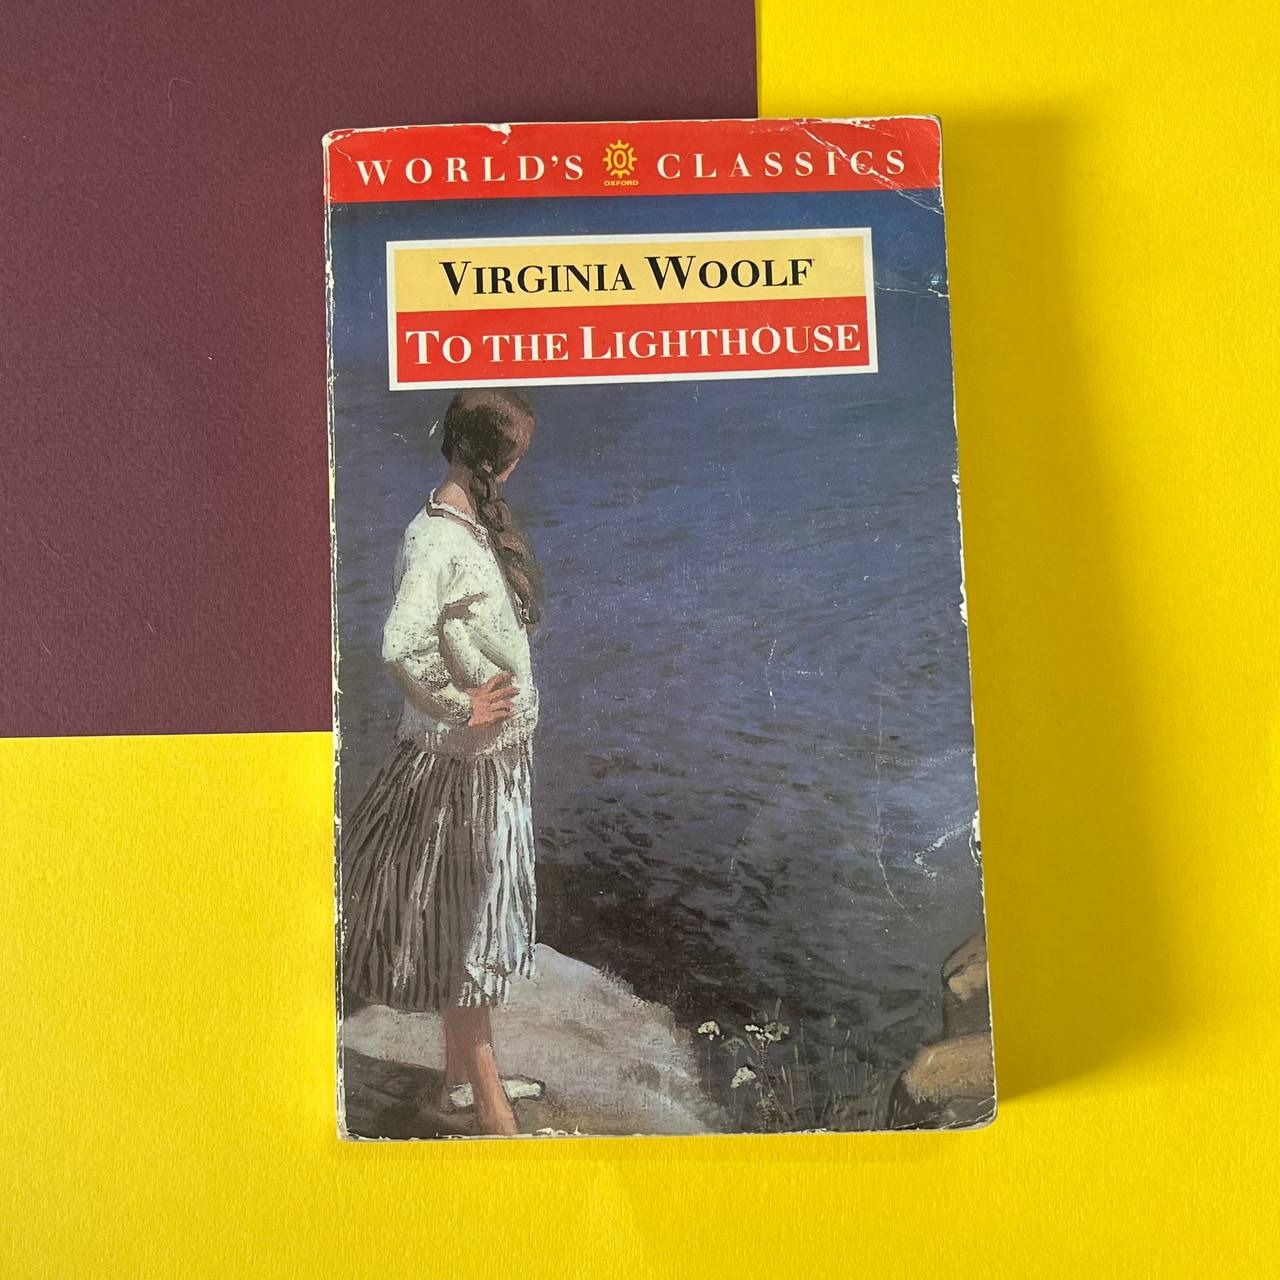 WORLD'S O CLASSICS
OXFORD
VIRGINIA WOOLF
TO THE LIGHTHOUSE